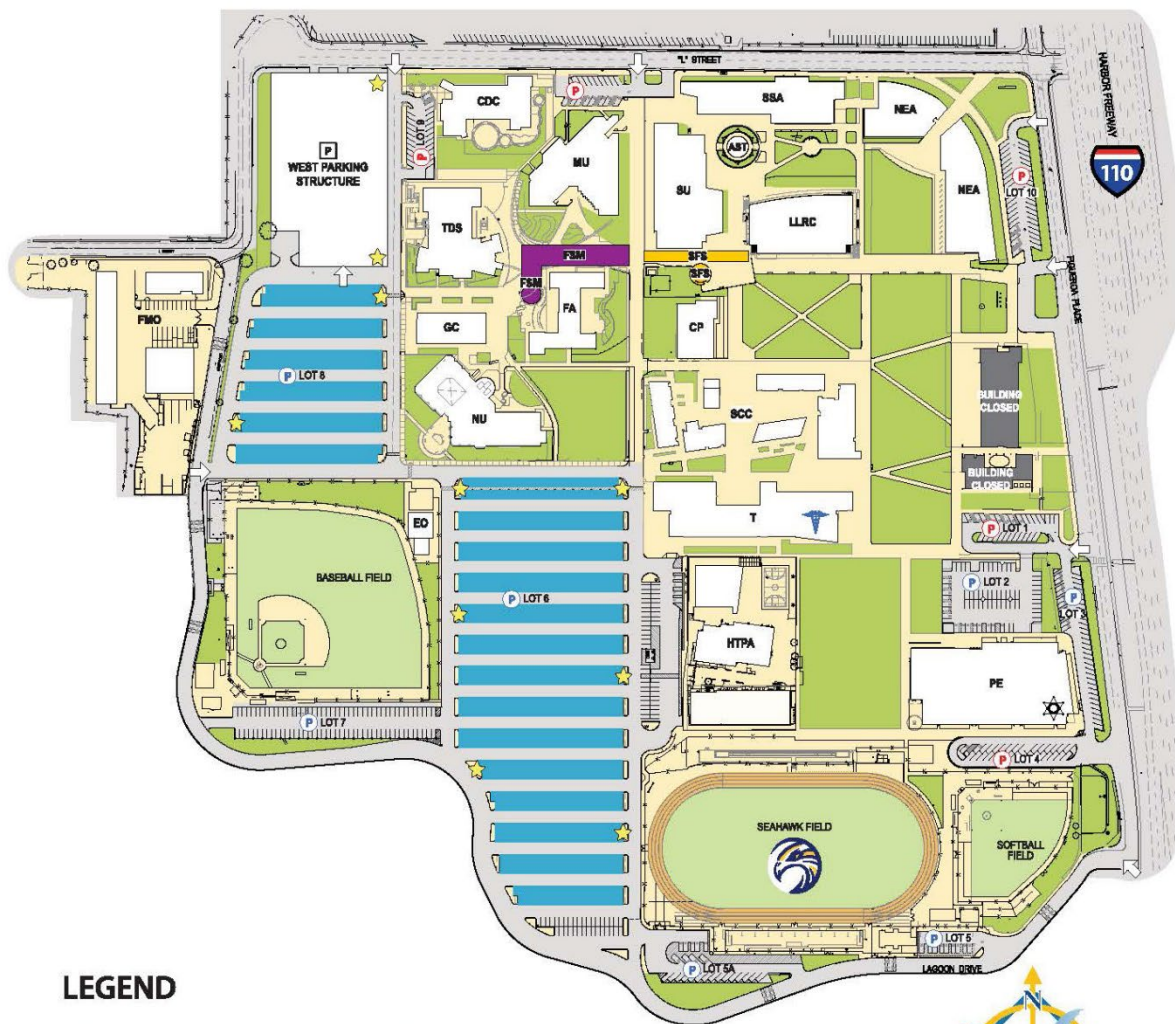 "L" STREET
HARBOR FREEWAY
110
P
P
WEST PARKING
STRUCTURE
LOT 9
P
CDC
MU
SSA
AST
SU
LLRC
NEA
NEA
P
LOT 10
TDS
FSM
FSM
SFS
SFS
FIGUEROA PLACE
FMO
GC
FA
CP
P LOT 8
NU
SCC
BUILDING
CLOSED
BUILDING
CLOSED
EO
T
P LOT 1
BASEBALL FIELD
P LOT 6
P LOT 2
P
LOT 3
HTPA
PE
P LOT 7
P
LOT 4
SEAHAWK FIELD
SOFTBALL
FIELD
P LOT 5
P LOT 5A
LAGOON DRIVE
LEGEND
N